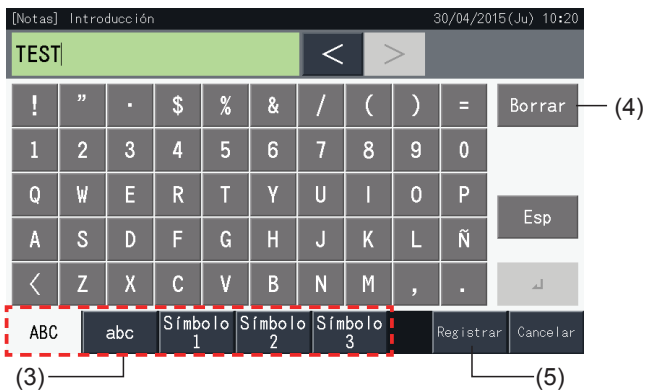 [Notas] Introducción 30/04/2015(Ju) 10:20
TEST < >
! " · $ % & / ( ) = Borrar (4)
1 2 3 4 5 6 7 8 9 0
Q W E R T Y U I O P
Esp
A S D F G H J K L Ñ
< Z X C V B N M , . ↵
ABC abc Símbolo 1 Símbolo 2 Símbolo 3 Registrar Cancelar
(3) (5)